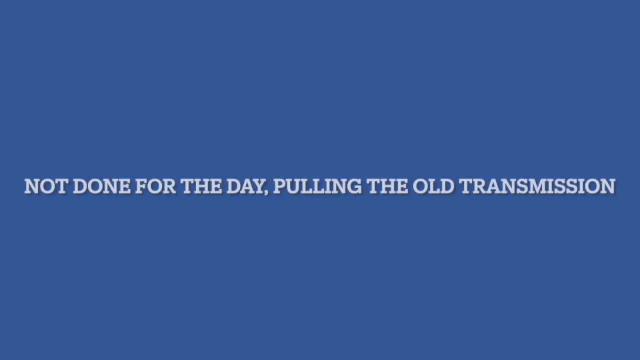 NOT DONE FOR THE DAY, PULLING THE OLD TRANSMISSION